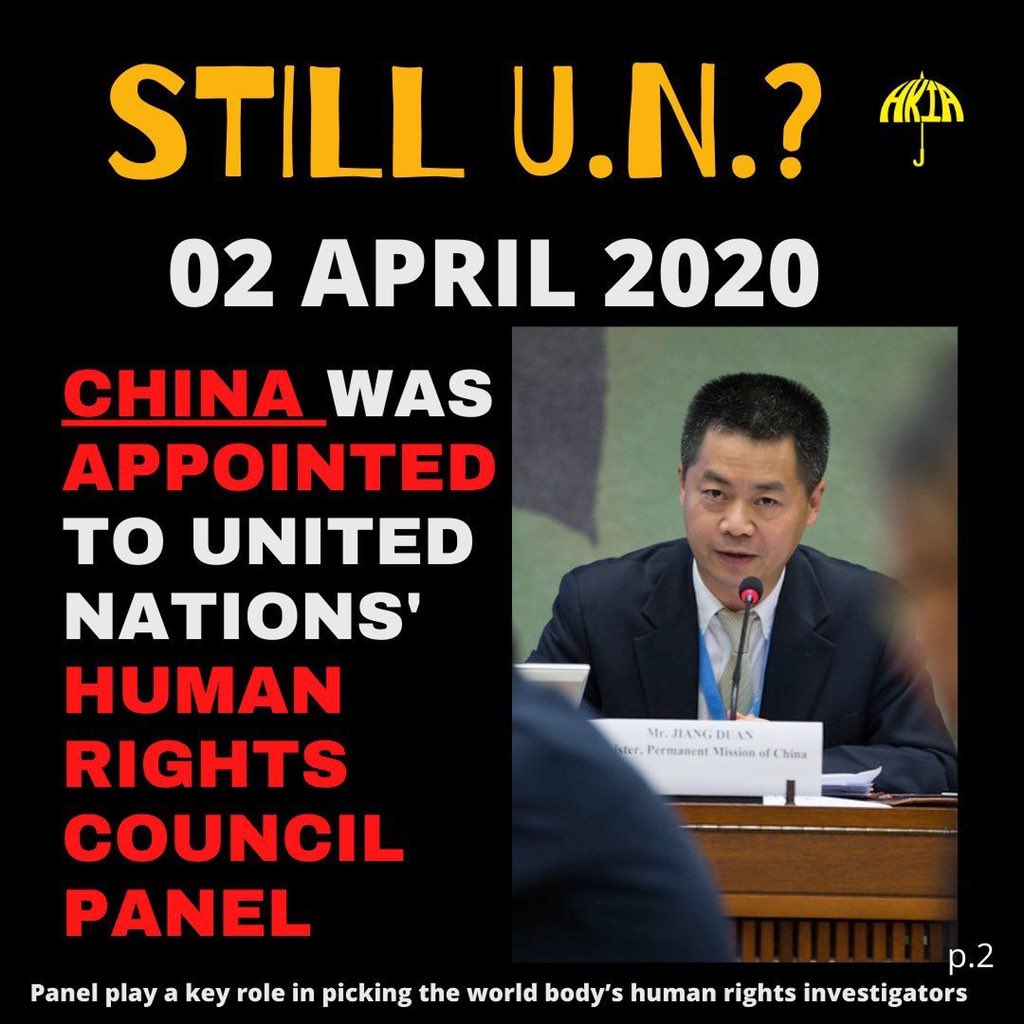 STILL U.N.?
HKIA
02 APRIL 2020
CHINA WAS
APPOINTED
TO UNITED
NATIONS'
HUMAN
RIGHTS
COUNCIL
PANEL
Mr. JIANG DUAN
ister, Permanent Mission of China
p.2
Panel play a key role in picking the world body’s human rights investigators